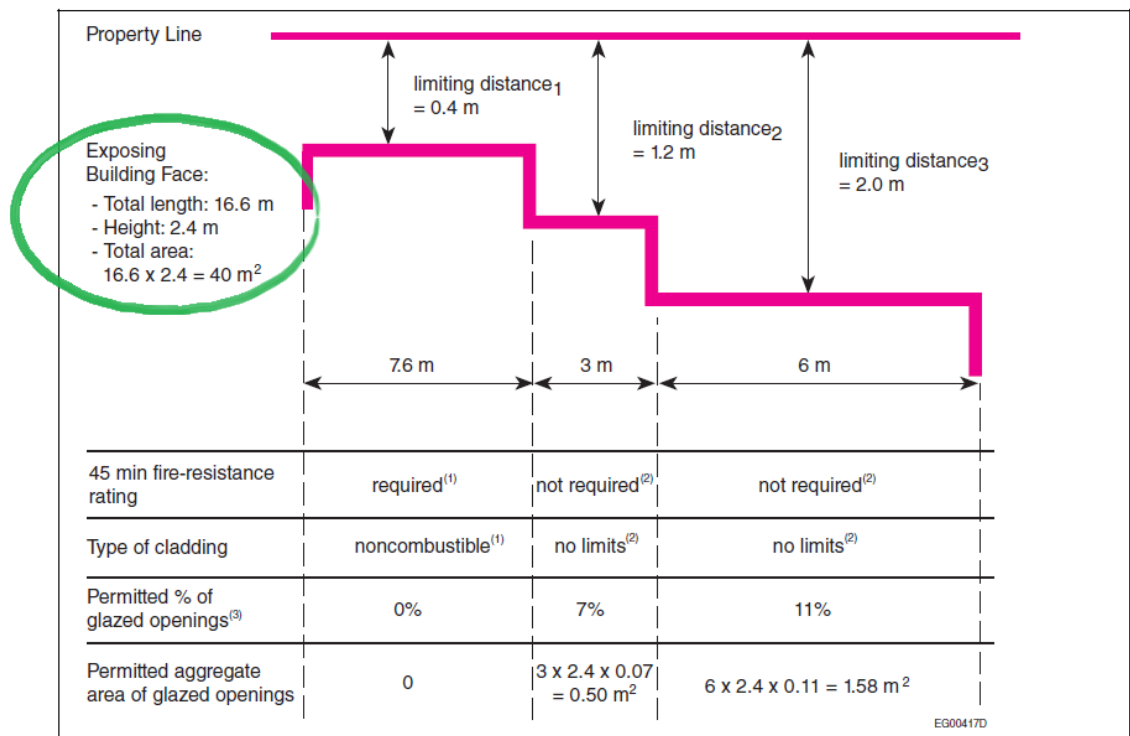 Property Line
limiting distance1
= 0.4 m
limiting distance2
= 1.2 m
limiting distance3
= 2.0 m
Exposing
Building Face:
- Total length: 16.6 m
- Height: 2.4 m
- Total area:
16.6 x 2.4 = 40 m2
7.6 m 3 m 6 m
45 min fire-resistance
rating
required(1) not required(2) not required(2)
Type of cladding noncombustible(1) no limits(2) no limits(2)
Permitted % of
glazed openings(3)
0% 7% 11%
Permitted aggregate
area of glazed openings
0
3 x 2.4 x 0.07
= 0.50 m2
6 x 2.4 x 0.11 = 1.58 m2
EG00417D